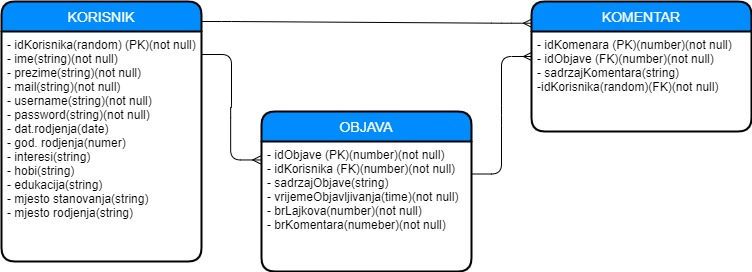 KORISNIK
- idKorisnika(random) (PK)(not null)
- ime(string)(not null)
- prezime(string)(not null)
- mail(string)(not null)
- username(string)(not null)
- password(string)(not null)
- dat.rodjenja(date)
- god. rodjenja(numer)
- interesi(string)
- hobi(string)
- edukacija(string)
- mjesto stanovanja(string)
- mjesto rodjenja(string)
OBJAVA
- idObjave (PK)(number)(not null)
- idKorisnika (FK)(number)(not null)
- sadrzajObjave(string)
- vrijemeObjavljivanja(time)(not null)
- brLajkova(number)(not null)
- brKomentara(numeber)(not null)
KOMENTAR
- idKomenara (PK)(number)(not null)
- idObjave (FK)(number)(not null)
- sadrzajKomentara(string)
-idKorisnika(random)(FK)(not null)